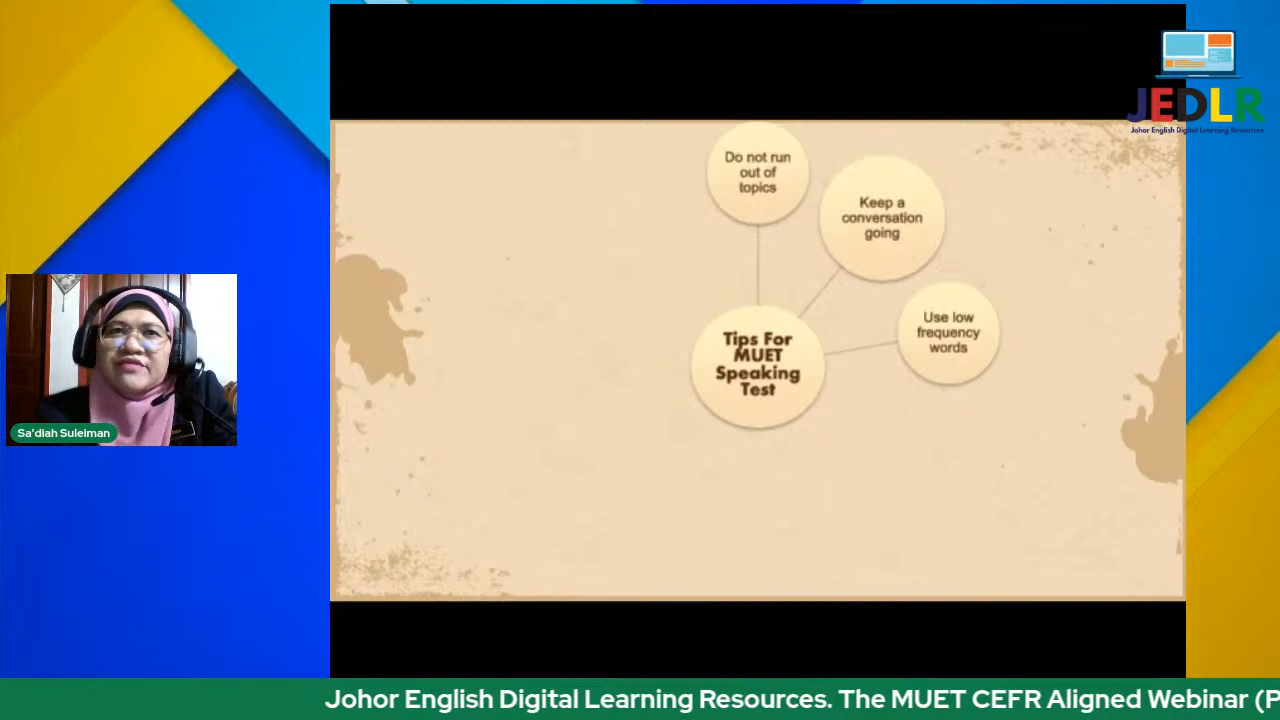 JEDLR
Johor English Digital Learning Resources
Do not run
out of
topics
Keep a
conversation
going
Use low
frequency
words
Tips For
MUET
Speaking
Test
Sa'diah Suleiman
Johor English Digital Learning Resources. The MUET CEFR Aligned Webinar (P